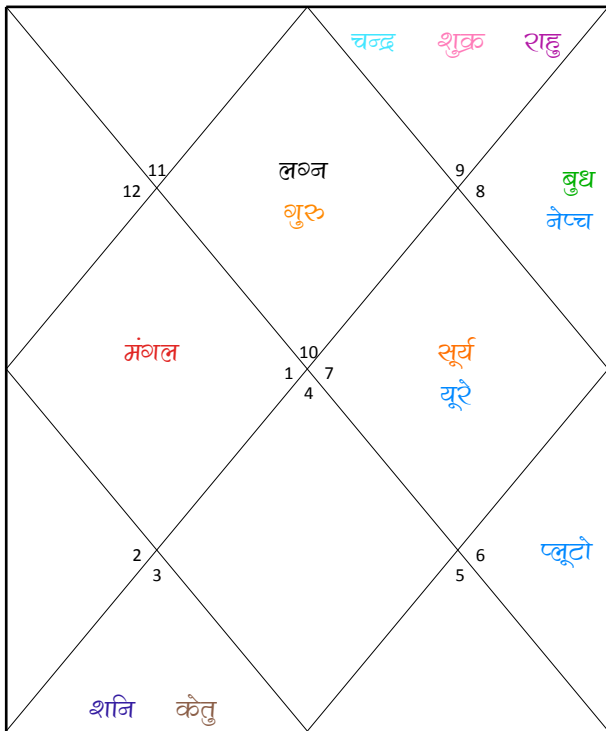 चन्द्र शुक्र राहु
11 लग्न 9
12 8 बुध
गुरु नेप्च
मंगल 10 सूर्य
1 7
4 यूरे
2 6 प्लूटो
3 5
शनि केतु